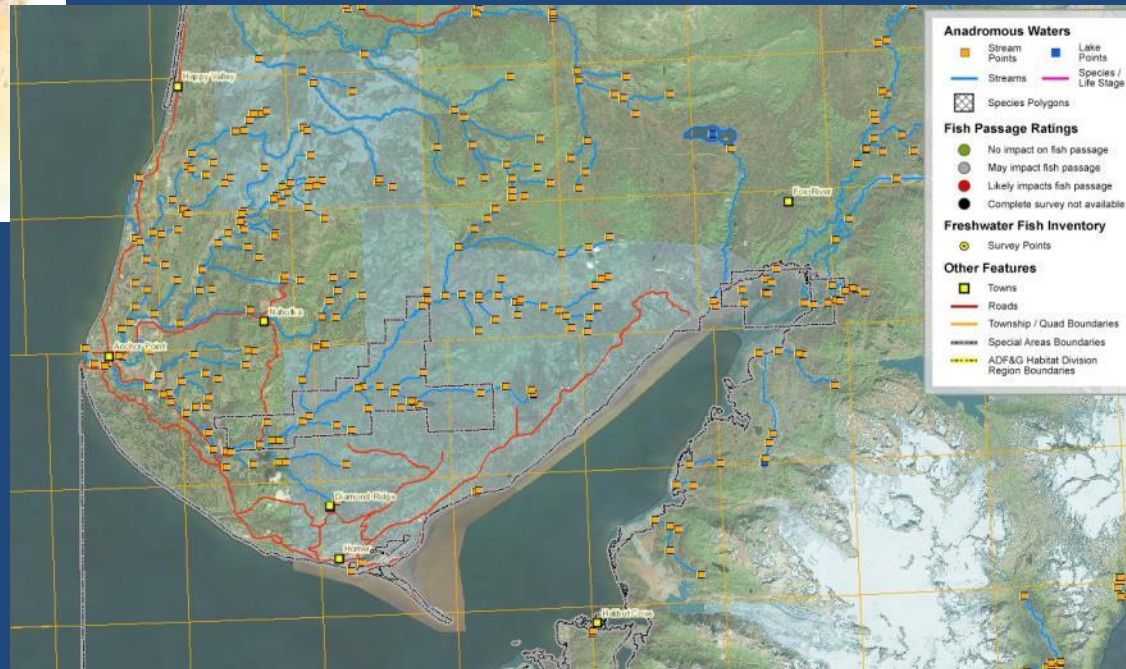 Happy Valley
Fox River
Nikolaevsk
Anchor Point
Diamond Ridge
Homer
Halibut Cove
Anadromous Waters
Stream Points
Lake Points
Streams
Species / Life Stage
Species Polygons
Fish Passage Ratings
No impact on fish passage
May impact fish passage
Likely impacts fish passage
Complete survey not available
Freshwater Fish Inventory
Survey Points
Other Features
Towns
Roads
Township / Quad Boundaries
Special Areas Boundaries
ADF&G Habitat Division
Region Boundaries